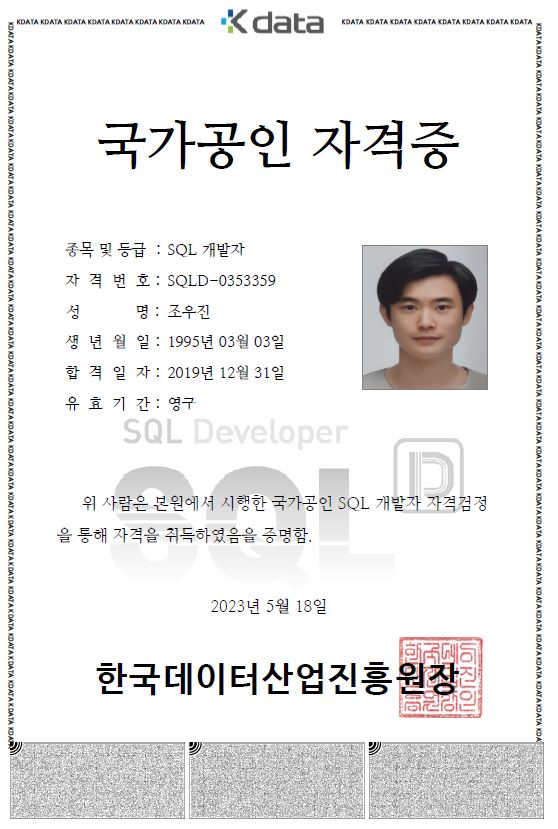 KDATA KDATA KDATA KDATA KDATA KDATA KDATA KDATA
K data
KDATA KDATA KDATA KDATA KDATA KDATA KDATA KDATA
국가공인 자격증
종목 및 등급 : SQL 개발자
자 격 번 호 : SQLD-0353359
성 명 : 조우진
생 년 월 일 : 1995년 03월 03일
합 격 일 자 : 2019년 12월 31일
유 효 기 간 : 영구
SQL Developer
SQL
D
위 사람은 본원에서 시행한 국가공인 SQL 개발자 자격검정
을 통해 자격을 취득하였음을 증명함.
2023년 5월 18일
한국데이터산업진흥원장